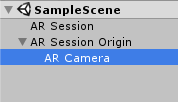 SampleScene
AR Session
AR Session Origin
AR Camera